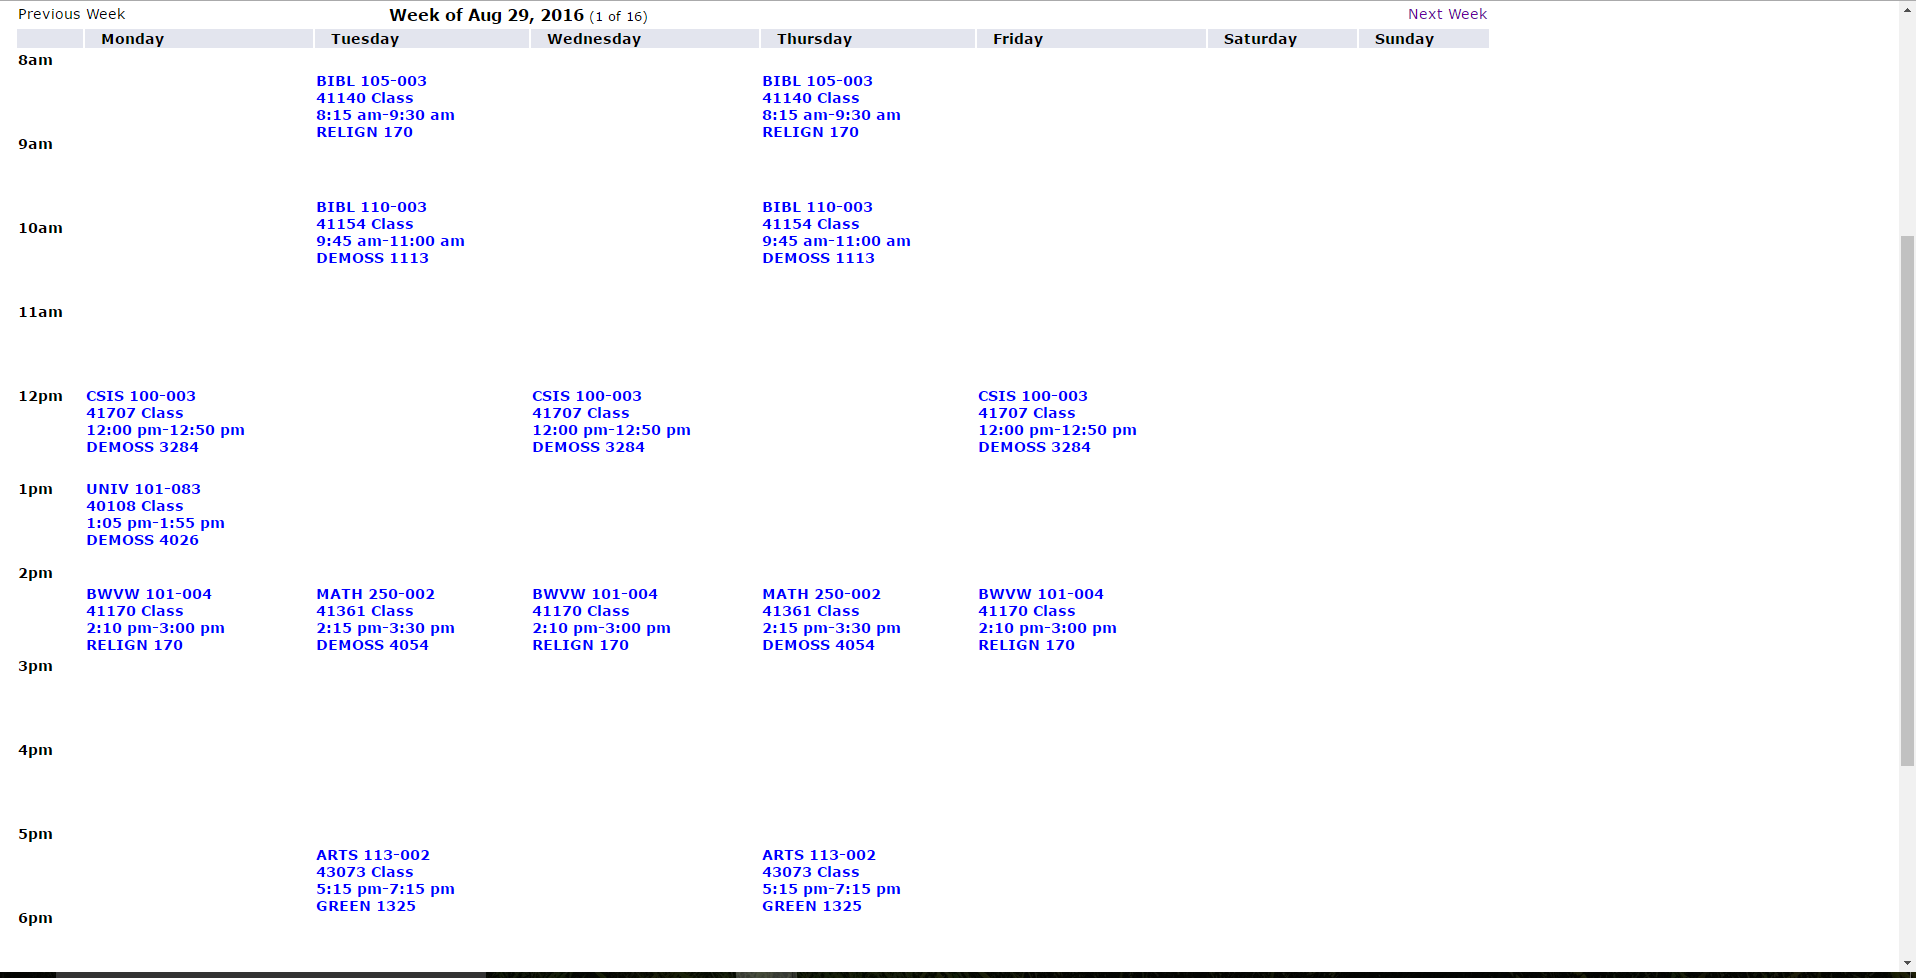 Previous Week Week of Aug 29, 2016 (1 of 16) Next Week
Monday Tuesday Wednesday Thursday Friday Saturday Sunday
8am
BIBL 105-003 BIBL 105-003
41140 Class 41140 Class
8:15 am-9:30 am 8:15 am-9:30 am
RELIGN 170 RELIGN 170
9am
BIBL 110-003 BIBL 110-003
41154 Class 41154 Class
10am
9:45 am-11:00 am 9:45 am-11:00 am
DEMOSS 1113 DEMOSS 1113
11am
12pm CSIS 100-003 CSIS 100-003 CSIS 100-003
41707 Class 41707 Class 41707 Class
12:00 pm-12:50 pm 12:00 pm-12:50 pm 12:00 pm-12:50 pm
DEMOSS 3284 DEMOSS 3284 DEMOSS 3284
1pm UNIV 101-083
40108 Class
1:05 pm-1:55 pm
DEMOSS 4026
2pm
BWVW 101-004 MATH 250-002 BWVW 101-004 MATH 250-002 BWVW 101-004
41170 Class 41361 Class 41170 Class 41361 Class 41170 Class
2:10 pm-3:00 pm 2:15 pm-3:30 pm 2:10 pm-3:00 pm 2:15 pm-3:30 pm 2:10 pm-3:00 pm
RELIGN 170 DEMOSS 4054 RELIGN 170 DEMOSS 4054 RELIGN 170
3pm
4pm
5pm
ARTS 113-002 ARTS 113-002
43073 Class 43073 Class
5:15 pm-7:15 pm 5:15 pm-7:15 pm
GREEN 1325 GREEN 1325
6pm